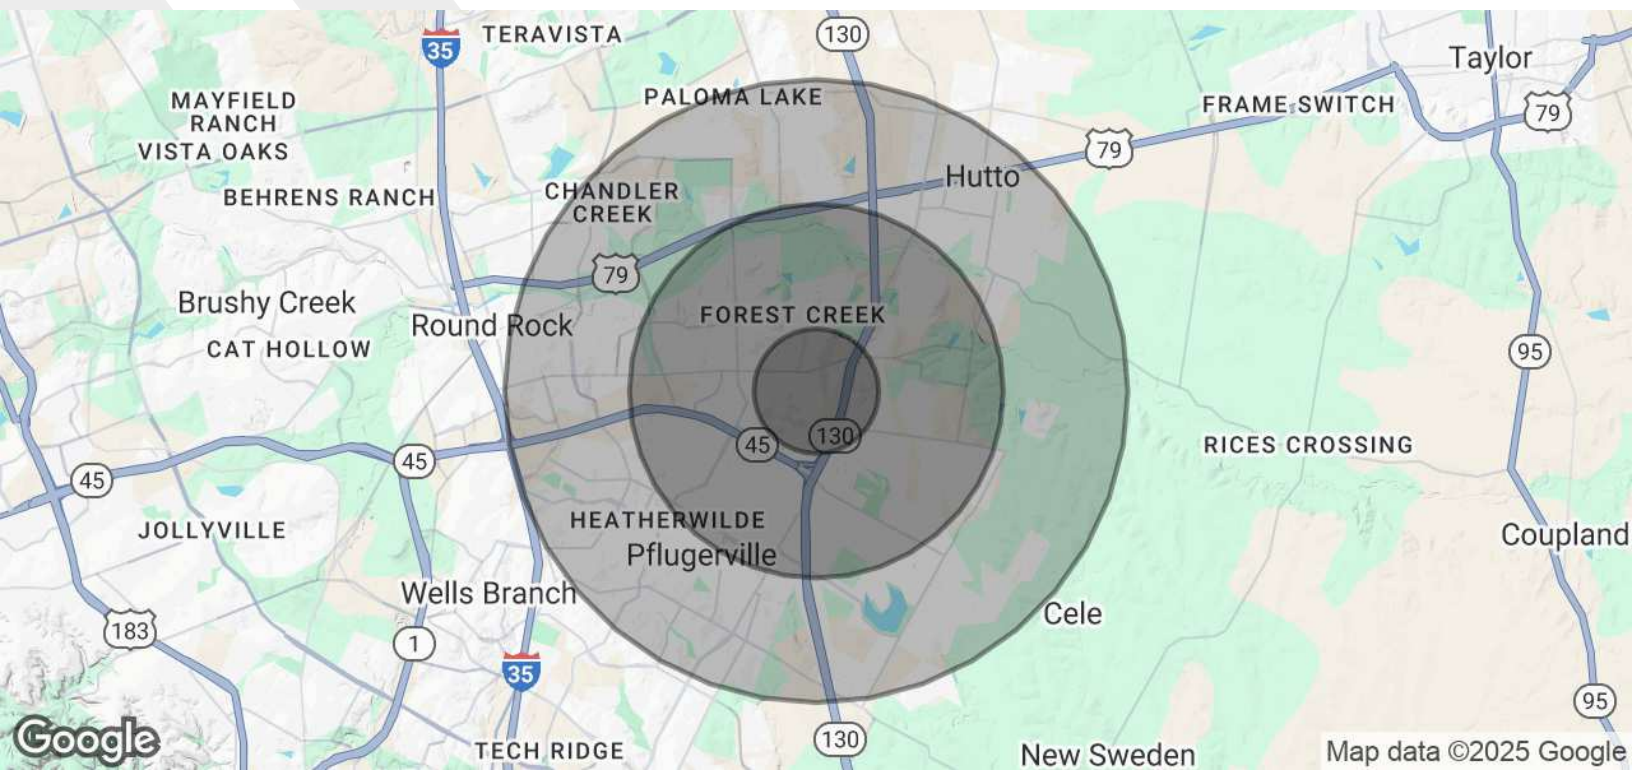 TERAVISTA
130
35
Taylor
MAYFIELD
RANCH
PALOMA LAKE
FRAME SWITCH
79
VISTA OAKS
79
BEHRENS RANCH
CHANDLER
CREEK
Hutto
79
Brushy Creek
Round Rock
FOREST CREEK
CAT HOLLOW
95
45
130
RICES CROSSING
45
45
JOLLYVILLE
HEATHERWILDE
Pflugerville
Coupland
Wells Branch
Cele
183
1
35
95
Google
TECH RIDGE
130
New Sweden
Map data ©2025 Google